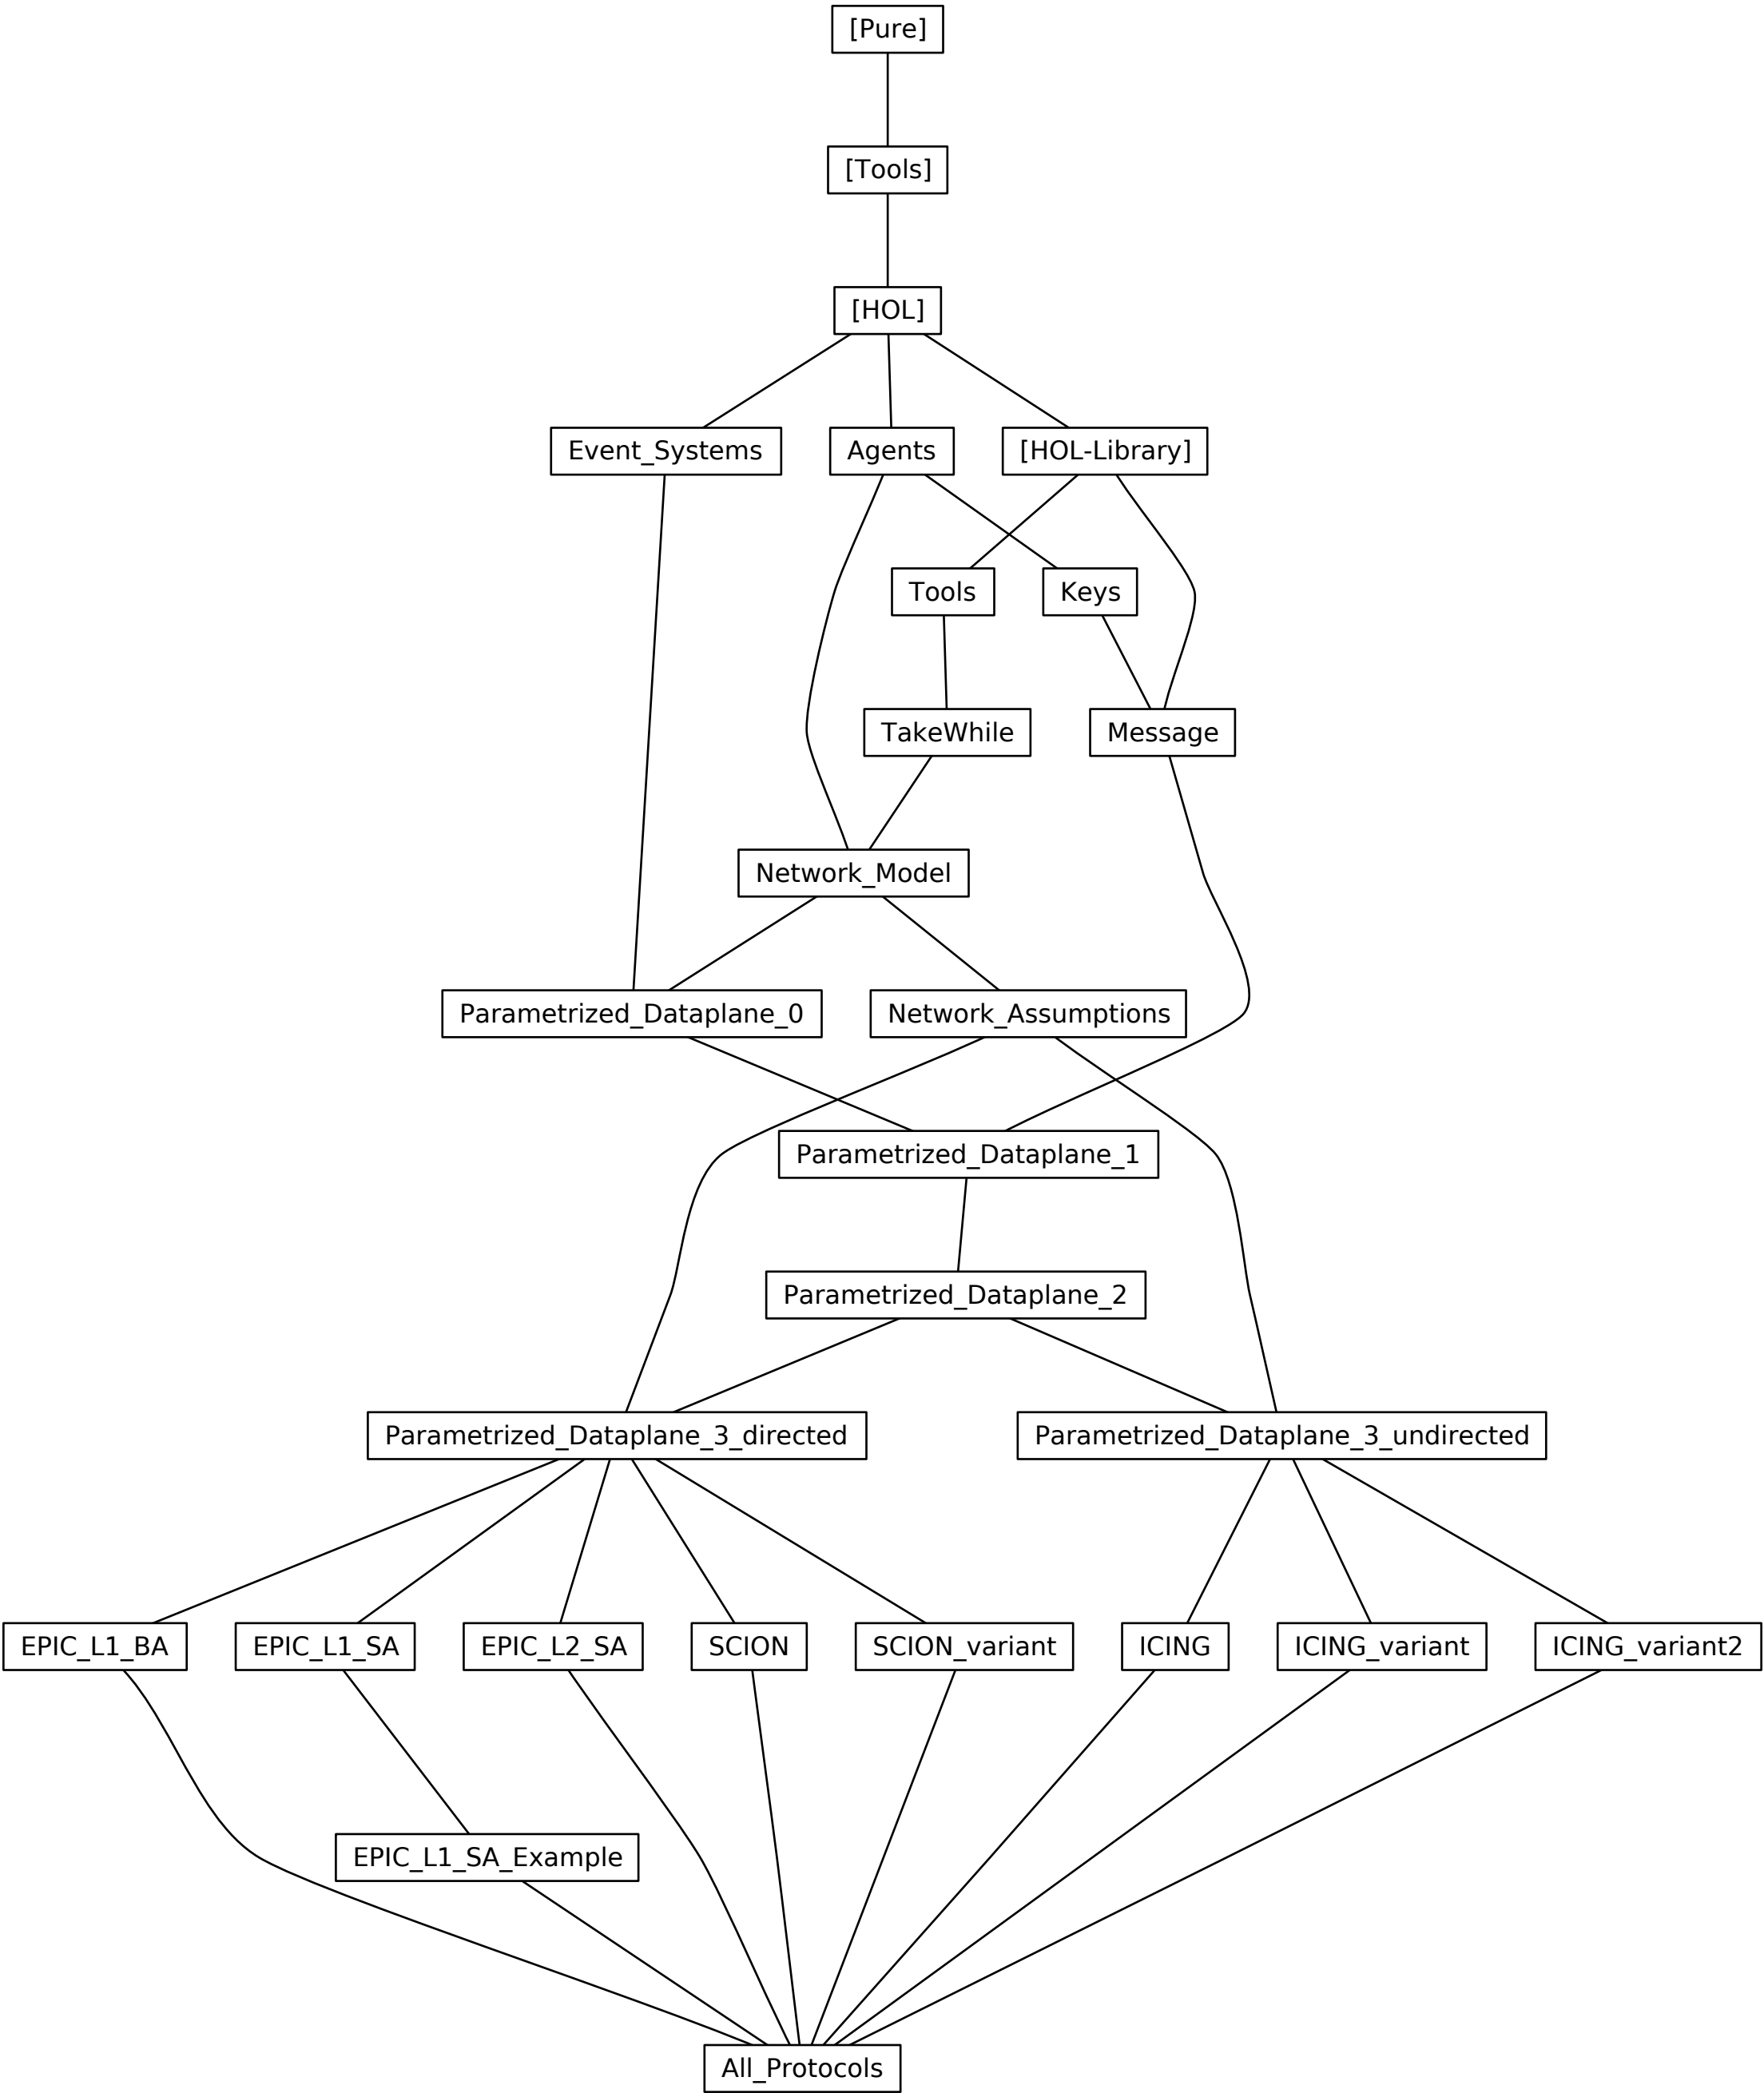 [Pure]
[Tools]
[HOL]
Event_Systems
Agents
[HOL-Library]
Tools
Keys
TakeWhile
Message
Network_Model
Parametrized_Dataplane_0
Network_Assumptions
Parametrized_Dataplane_1
Parametrized_Dataplane_2
Parametrized_Dataplane_3_directed
Parametrized_Dataplane_3_undirected
EPIC_L1_BA
EPIC_L1_SA
EPIC_L2_SA
SCION
SCION_variant
ICING
ICING_variant
ICING_variant2
EPIC_L1_SA_Example
All_Protocols